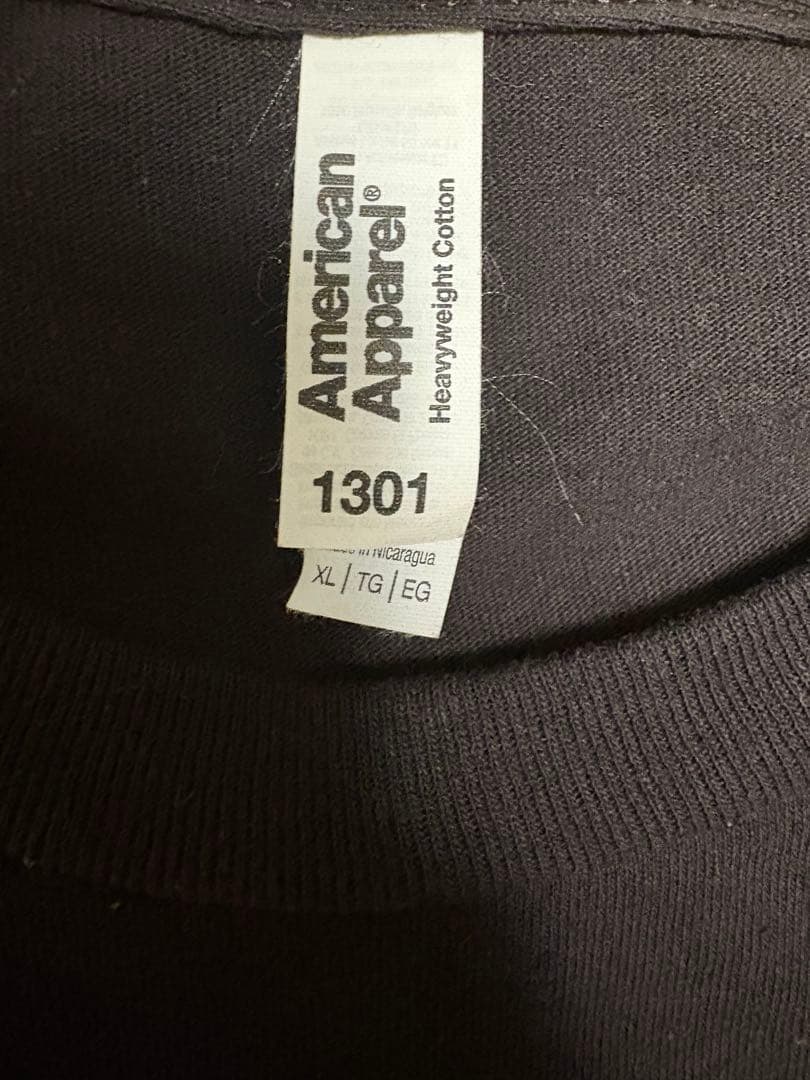 American
Apparel®
Heavyweight Cotton
1301
in Nicaragua
XL | TG | EG